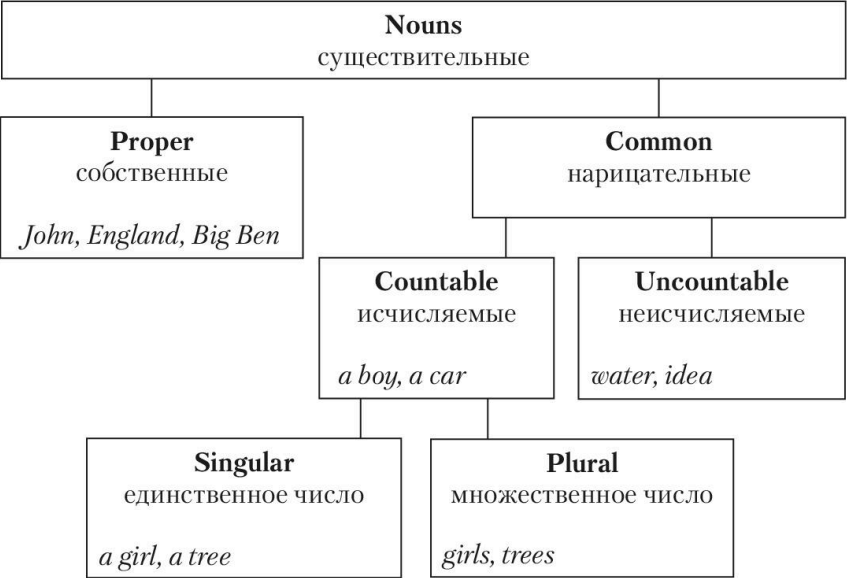 Nouns
существительные
Proper
собственные
John, England, Big Ben
Common
нарицательные
Countable
исчисляемые
a boy, a car
Uncountable
неисчисляемые
water, idea
Singular
единственное число
a girl, a tree
Plural
множественное число
girls, trees